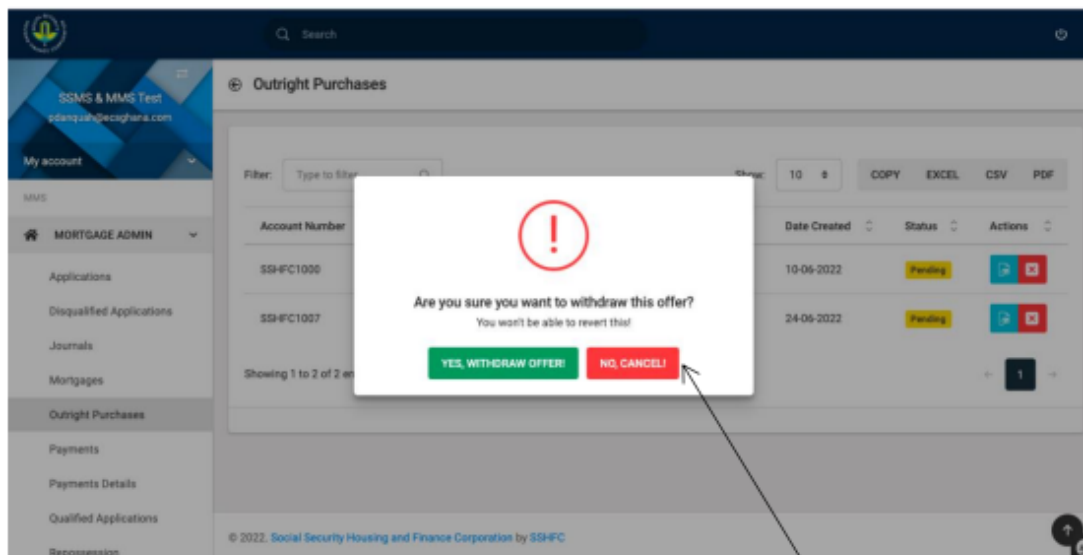 Search
SSMS & MMS Test
pdanquah@ecsghana.com
My account
MMS
MORTGAGE ADMIN
Applications
Disqualified Applications
Journals
Mortgages
Outright Purchases
Payments
Payments Details
Qualified Applications
Repossession
Outright Purchases
Filter: Type to filter Show: 10 COPY EXCEL CSV PDF
Account Number Date Created Status Actions
SSHFC1000 10-06-2022 Pending
SSHFC1007 24-06-2022 Pending
Showing 1 to 2 of 2 en 1
Are you sure you want to withdraw this offer?
You won't be able to revert this!
YES, WITHDRAW OFFER! NO, CANCEL!
© 2022. Social Security Housing and Finance Corporation by SSHFC